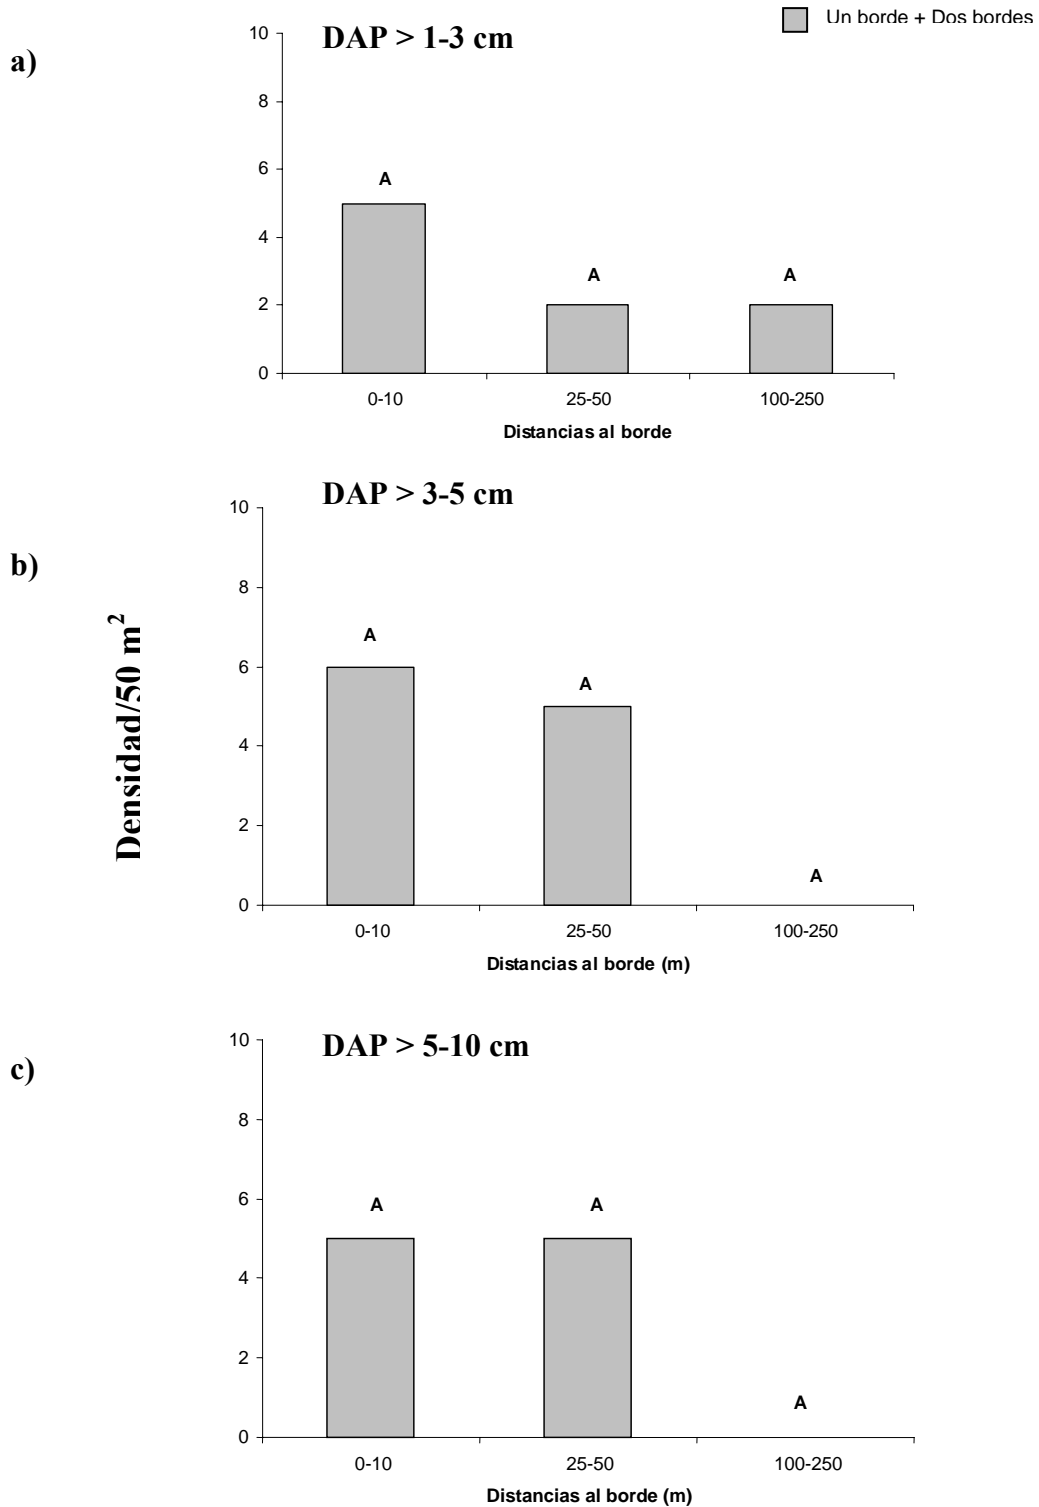 Un borde + Dos bordes
a)
DAP > 1-3 cm
10
8
6
4
2
0
A
A
A
0-10
25-50
100-250
Distancias al borde
b)
DAP > 3-5 cm
Densidad/50 m²
10
8
6
4
2
0
A
A
A
0-10
25-50
100-250
Distancias al borde (m)
c)
DAP > 5-10 cm
10
8
6
4
2
0
A
A
A
0-10
25-50
100-250
Distancias al borde (m)